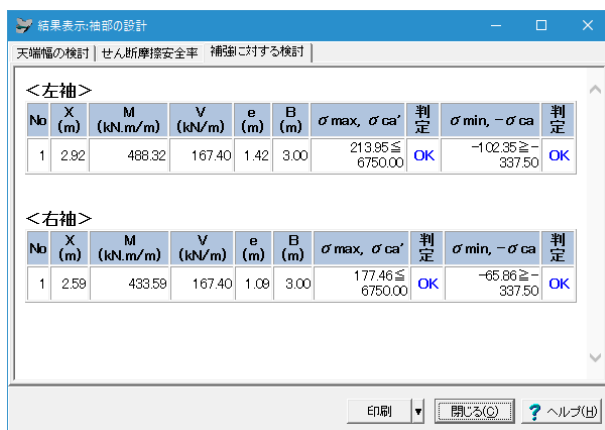 結果表示:袖部の設計
天端幅の検討 せん断摩擦安全率 補強に対する検討
＜左袖＞
No X (m) M (kN.m/m) V (kN/m) e (m) B (m) σmax, σca' 判定 σmin, −σca 判定
1 2.92 488.32 167.40 1.42 3.00 213.95≦ 6750.00 OK −102.35≧− 337.50 OK
＜右袖＞
No X (m) M (kN.m/m) V (kN/m) e (m) B (m) σmax, σca' 判定 σmin, −σca 判定
1 2.59 433.59 167.40 1.09 3.00 177.46≦ 6750.00 OK −65.86≧− 337.50 OK
印刷 閉じる(C) ? ヘルプ(H)